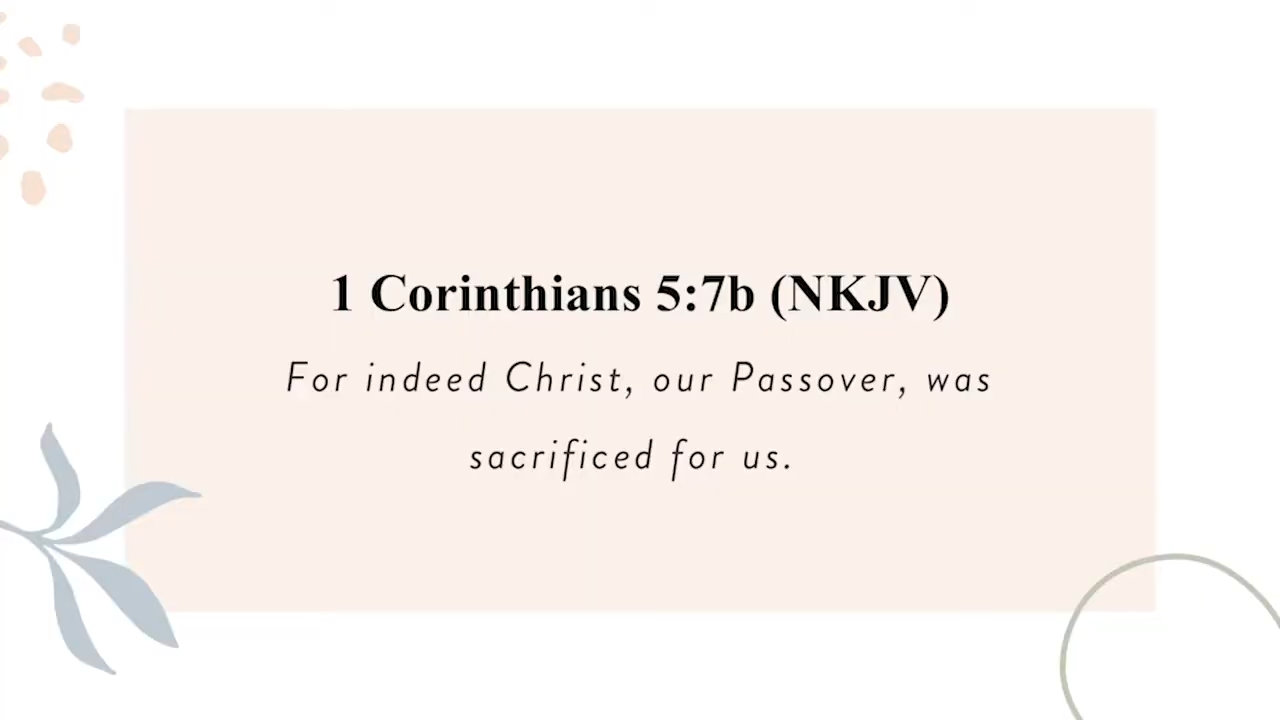 1 Corinthians 5:7b (NKJV)
For indeed Christ, our Passover, was
sacrificed for us.